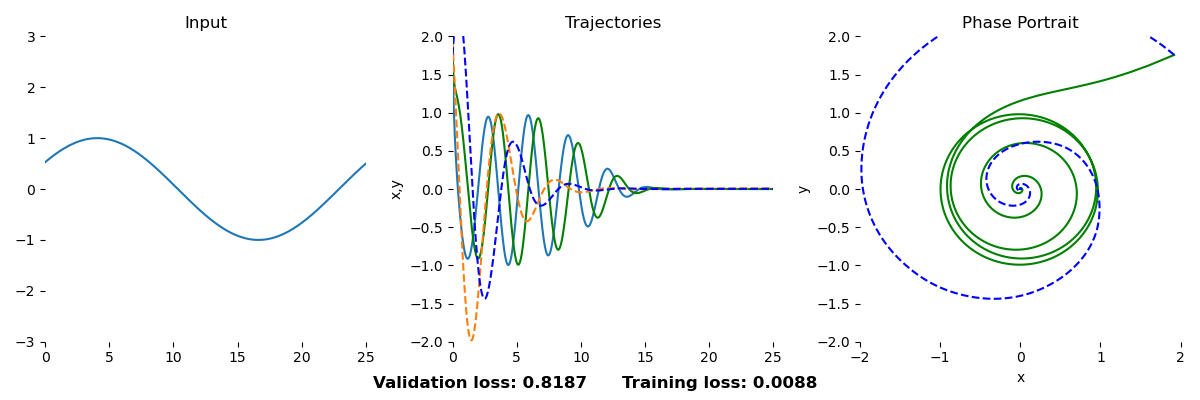 Input
3
2
1
0
−1
−2
−3
0 5 10 15 20 25
Trajectories
x,y
2.0
1.5
1.0
0.5
0.0
−0.5
−1.0
−1.5
−2.0
0 5 10 15 20 25
Phase Portrait
y
2.0
1.5
1.0
0.5
0.0
−0.5
−1.0
−1.5
−2.0
−2 −1 0 1 2
x
Validation loss: 0.8187 Training loss: 0.0088